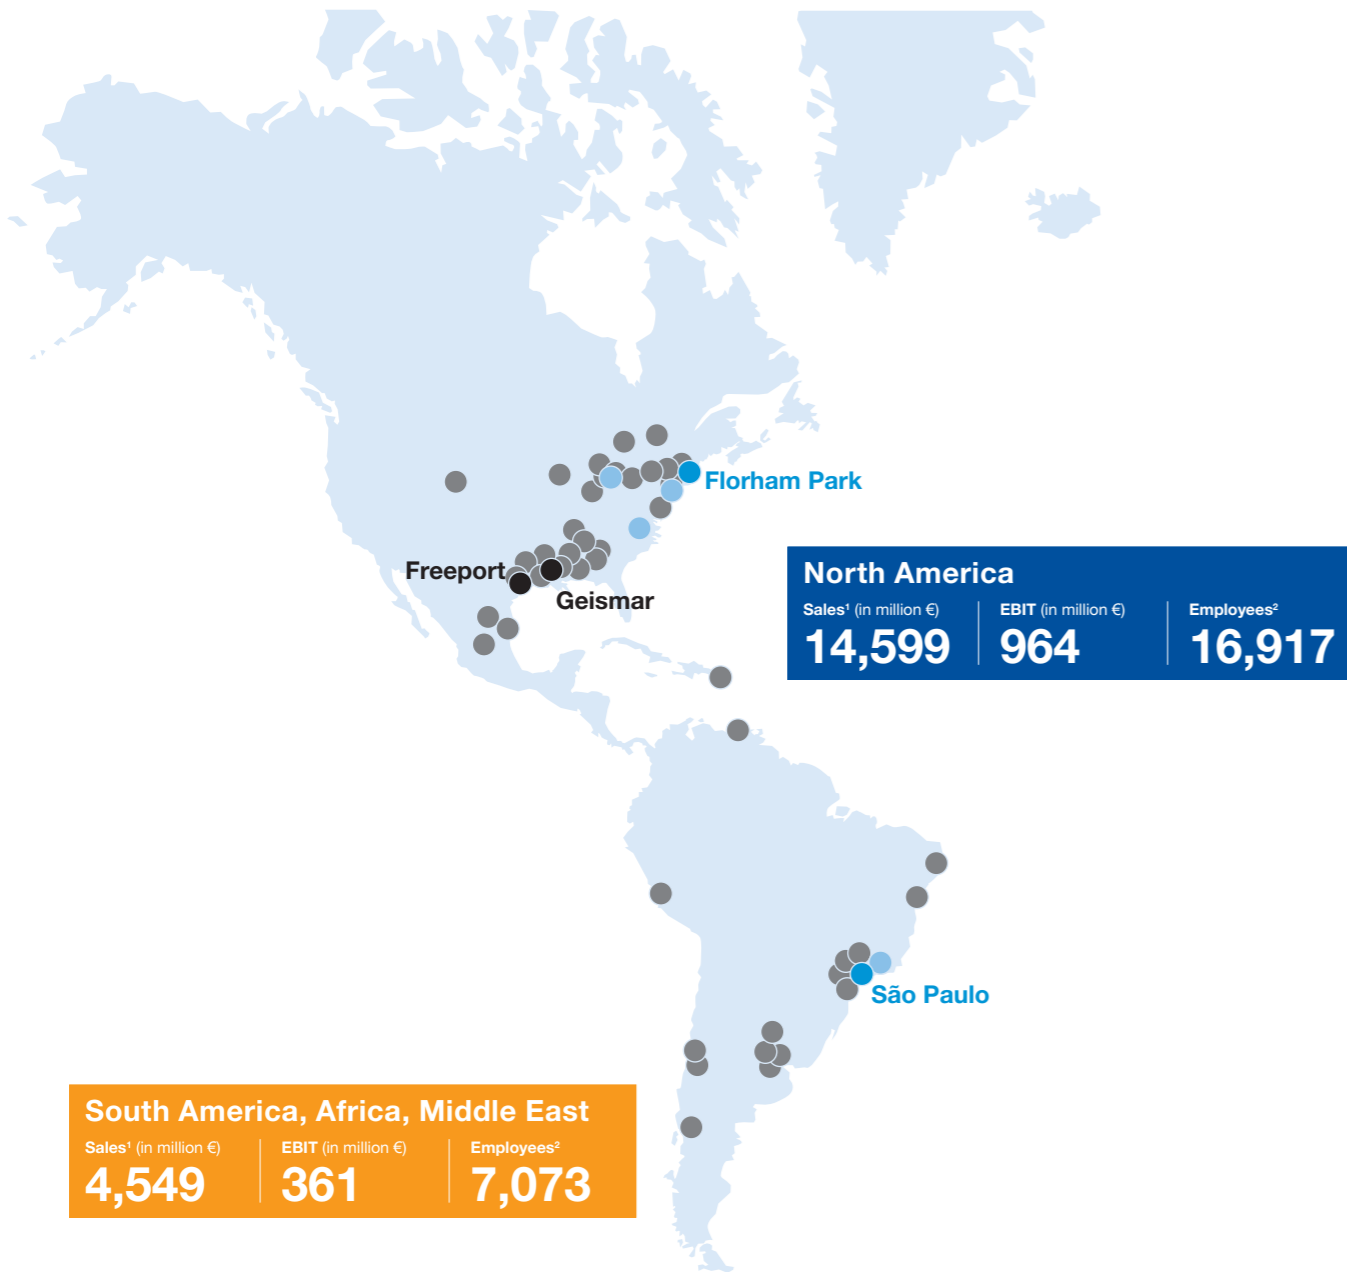 Florham Park
Freeport
Geismar
North America
Sales¹ (in million €) EBIT (in million €) Employees²
14,599 964 16,917
São Paulo
South America, Africa, Middle East
Sales¹ (in million €) EBIT (in million €) Employees²
4,549 361 7,073